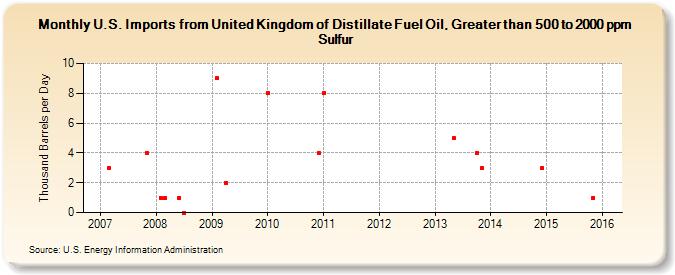 Monthly U.S. Imports from United Kingdom of Distillate Fuel Oil, Greater than 500 to 2000 ppm
Sulfur
Thousand Barrels per Day
10
8
6
4
2
0
2007 2008 2009 2010 2011 2012 2013 2014 2015 2016
Source: U.S. Energy Information Administration